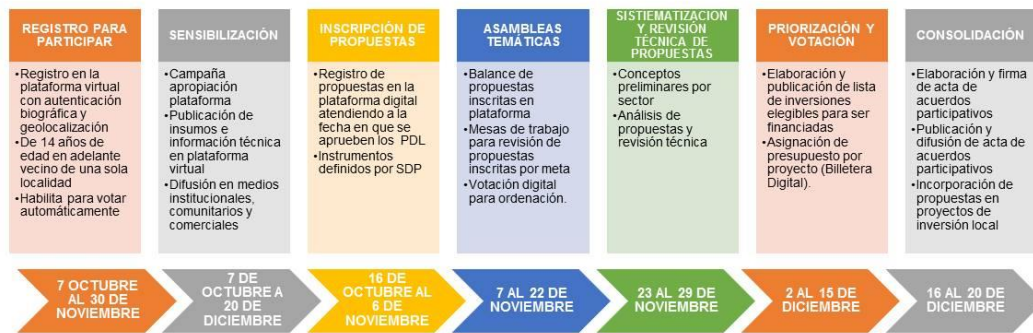 REGISTRO PARA
PARTICIPAR
•Registro en la
plataforma virtual
con autenticación
biográfica y
geolocalización
•De 14 años de
edad en adelante
vecino de una sola
localidad
•Habilita para votar
automáticamente
SENSIBILIZACIÓN
•Campaña
apropiación
plataforma
•Publicación de
insumos e
información técnica
en plataforma
virtual
•Difusión en medios
institucionales,
comunitarios y
comerciales
INSCRIPCIÓN DE
PROPUESTAS
•Registro de
propuestas en la
plataforma digital
atendiendo a la
fecha en que se
aprueben los PDL
•Instrumentos
definidos por SDP
ASAMBLEAS
TEMÁTICAS
•Balance de
propuestas
inscritas en
plataforma
•Mesas de trabajo
para revisión de
propuestas
inscritas por meta
•Votación digital
para ordenación.
SISTIEMATIZACION
Y REVISIÓN
TÉCNICA DE
PROPUESTAS
•Conceptos
preliminares por
sector
•Análisis de
propuestas y
revisión técnica
PRIORIZACIÓN Y
VOTACIÓN
•Elaboración y
publicación de lista
de inversiones
elegibles para ser
financiadas
•Asignación de
presupuesto por
proyecto (Billetera
Digital).
CONSOLIDACIÓN
•Elaboración y firma
de acta de
acuerdos
participativos
•Publicación y
difusión de acta de
acuerdos
participativos
•Incorporación de
propuestas en
proyectos de
inversión local
7 OCTUBRE
AL 30 DE
NOVIEMBRE
7 DE
OCTUBRE A
20 DE
DICIEMBRE
16 DE
OCTUBRE AL
6 DE
NOVIEMBRE
7 AL 22 DE
NOVIEMBRE
23 AL 29 DE
NOVIEMBRE
2 AL 15 DE
DICIEMBRE
16 AL 20 DE
DICIEMBRE